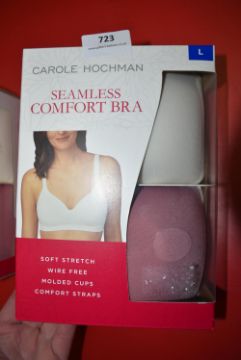 723
L
CAROLE HOCHMAN
SEAMLESS
COMFORT BRA
SOFT STRETCH
WIRE FREE
MOLDED CUPS
COMFORT STRAPS